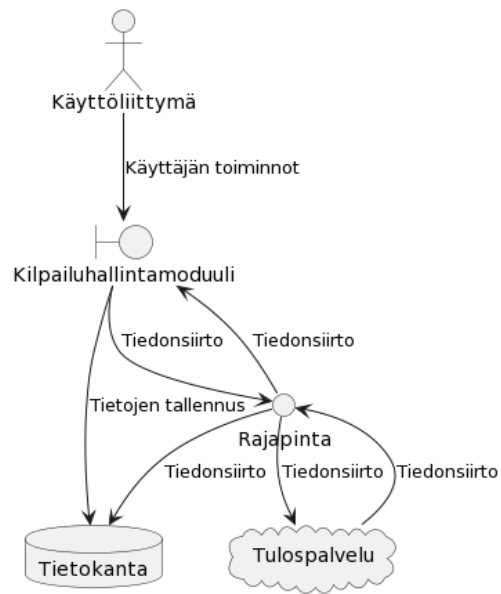 Käyttöliittymä
Käyttäjän toiminnot
Kilpailuhallintamoduuli
Tiedonsiirto
Tiedonsiirto
Tietojen tallennus
Rajapinta
Tiedonsiirto
Tiedonsiirto
Tiedonsiirto
Tietokanta
Tulospalvelu